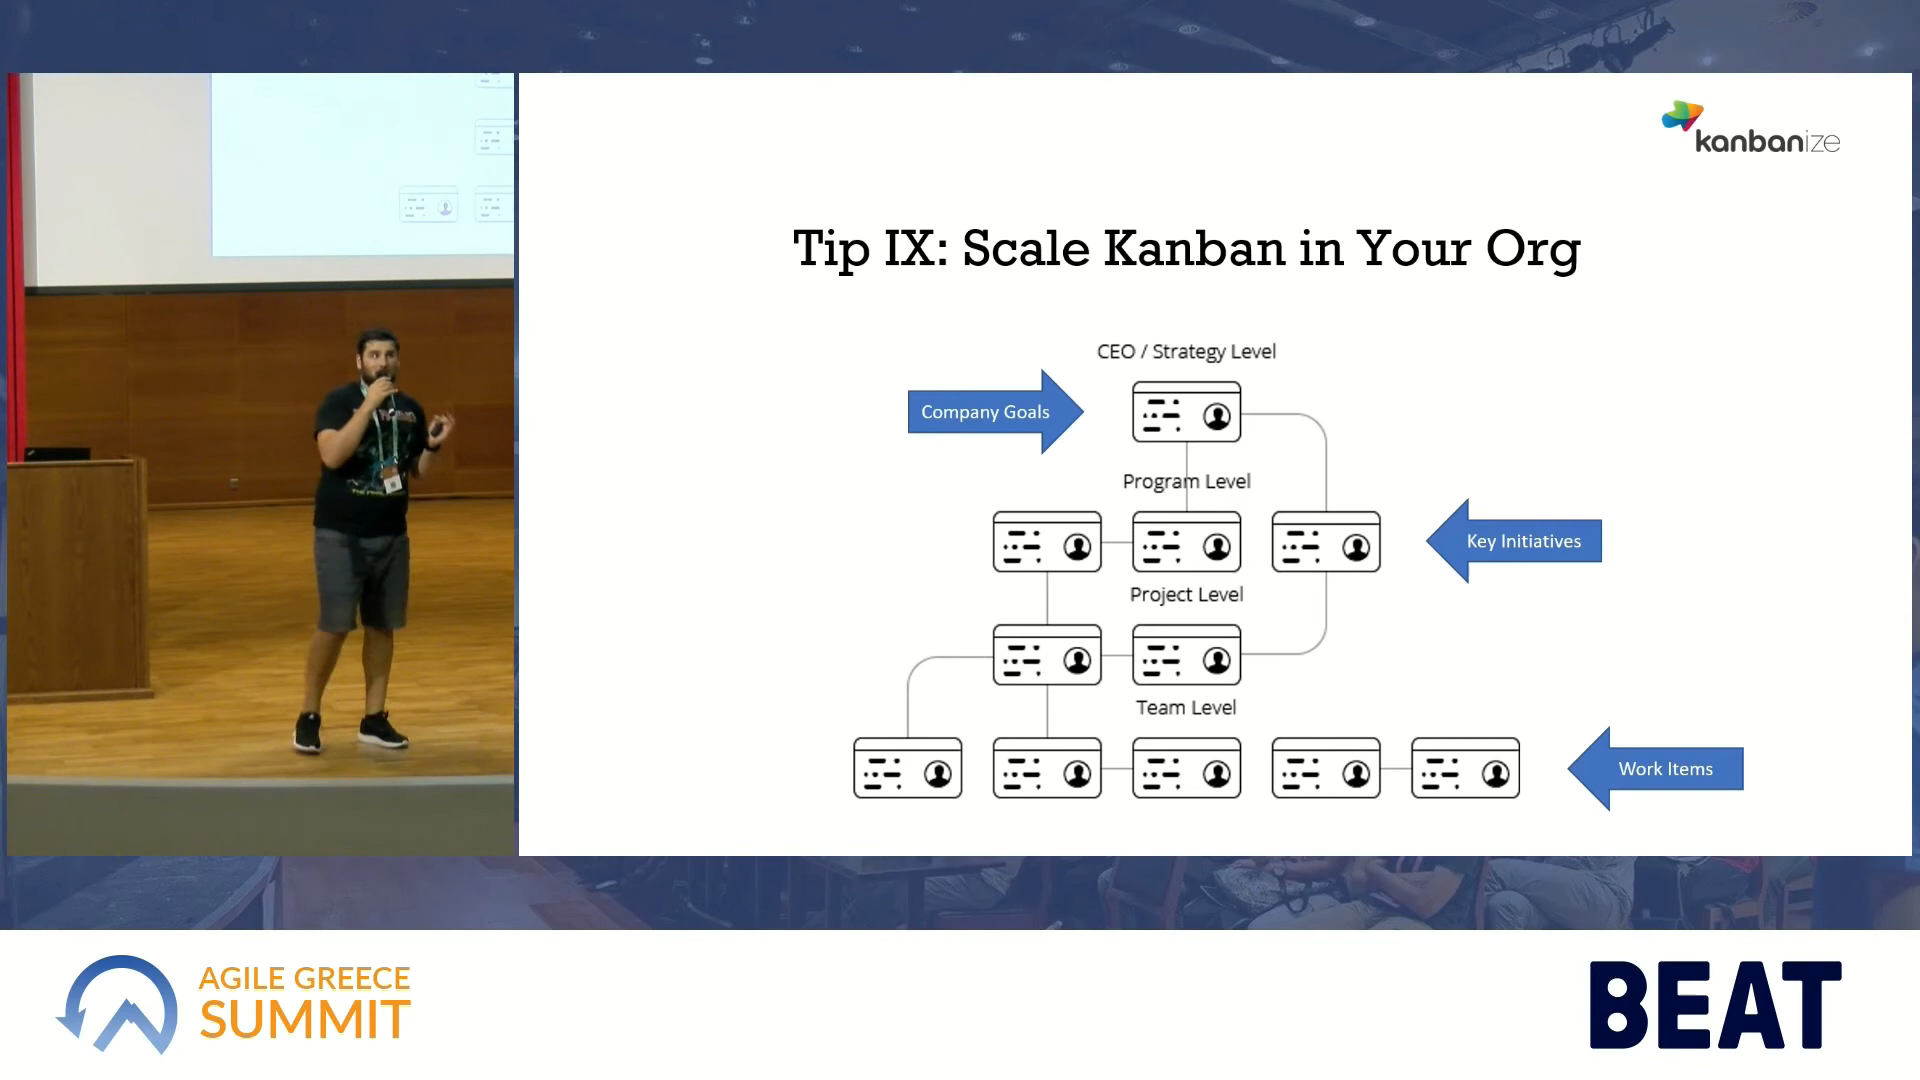 kanbanize
Tip IX: Scale Kanban in Your Org
CEO / Strategy Level
Company Goals
Program Level
Key Initiatives
Project Level
Team Level
Work Items
AGILE GREECE
SUMMIT
BEAT